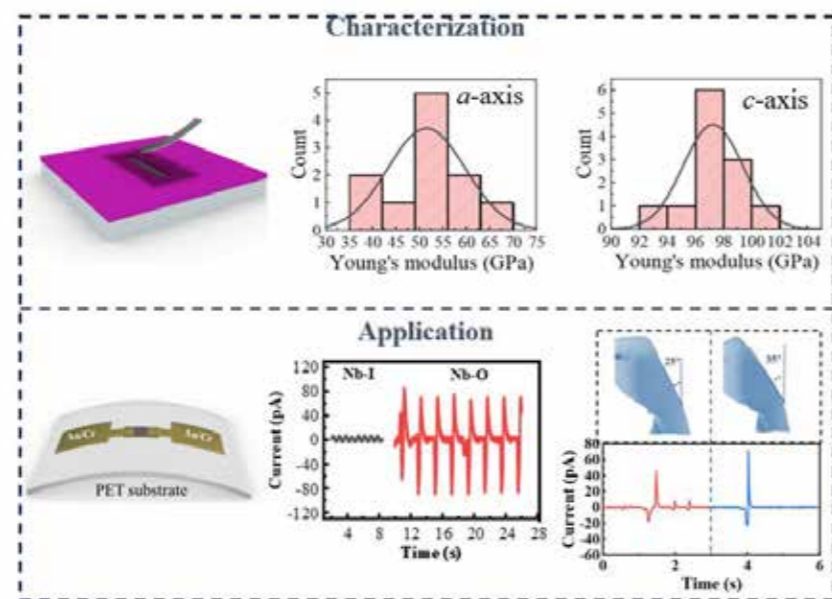 Characterization
a-axis
Count
5
4
3
2
1
0
30 35 40 45 50 55 60 65 70 75
Young's modulus (GPa)
c-axis
Count
6
4
2
0
90 92 94 96 98 100 102 104
Young's modulus (GPa)
Application
Au/Cr
Au/Cr
PET substrate
Nb-I
Nb-O
Current (pA)
120
80
40
0
-40
-80
-120
4 8 12 16 20 24 28
Time (s)
25°
35°
Current (pA)
80
60
40
20
0
-20
-40
-60
0 2 4 6
Time (s)